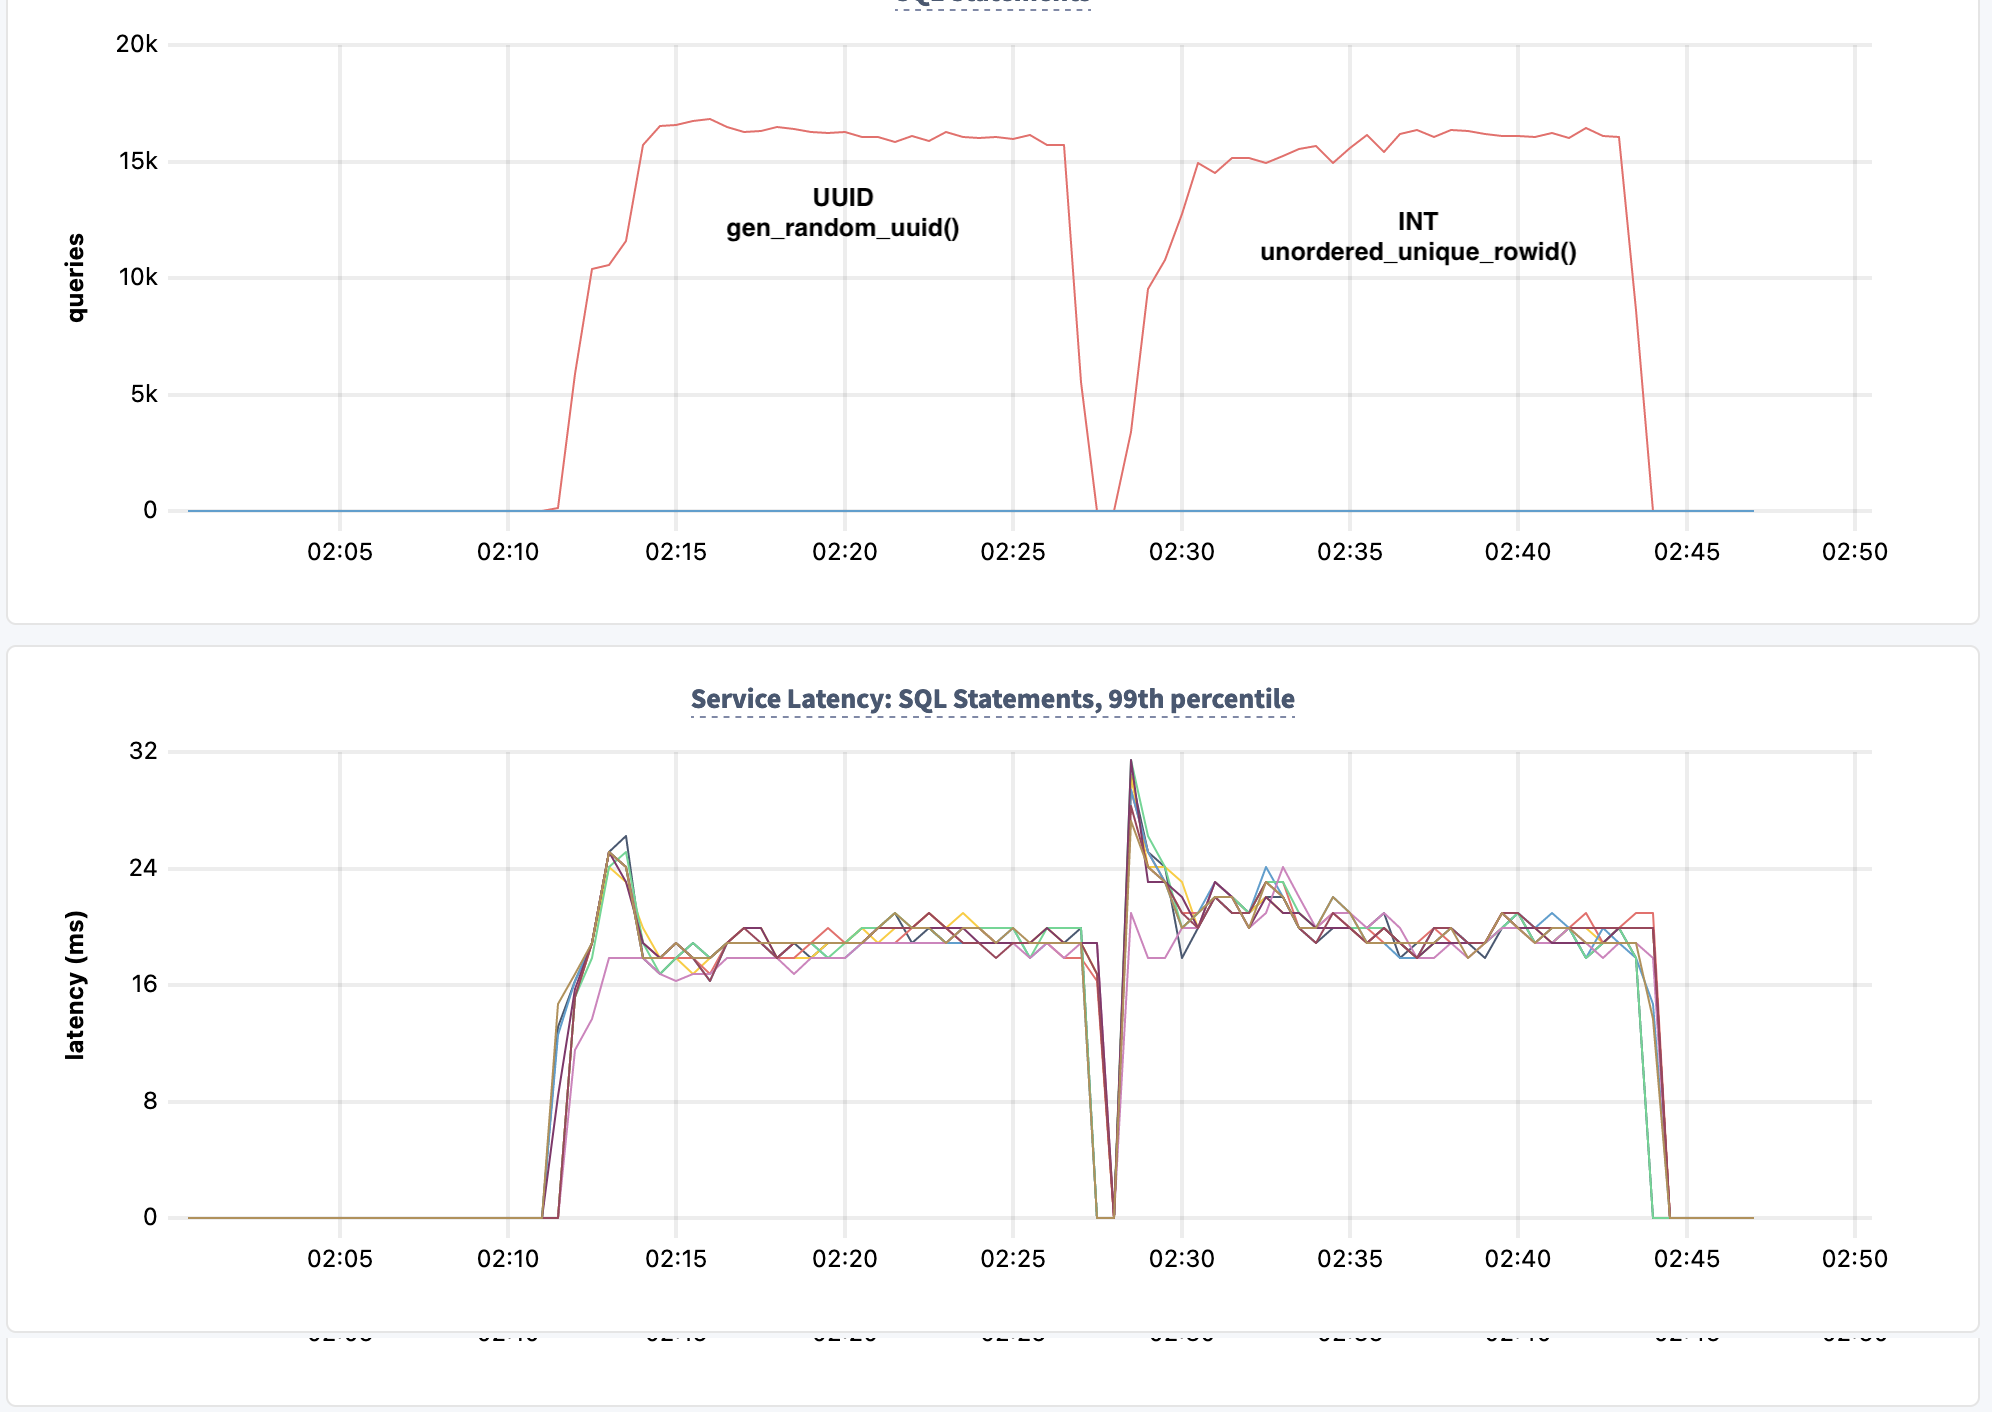 SQL Statements
20k
15k
10k
5k
0
queries
UUID
gen_random_uuid()
INT
unordered_unique_rowid()
02:05 02:10 02:15 02:20 02:25 02:30 02:35 02:40 02:45 02:50
Service Latency: SQL Statements, 99th percentile
32
24
16
8
0
latency (ms)
02:05 02:10 02:15 02:20 02:25 02:30 02:35 02:40 02:45 02:50